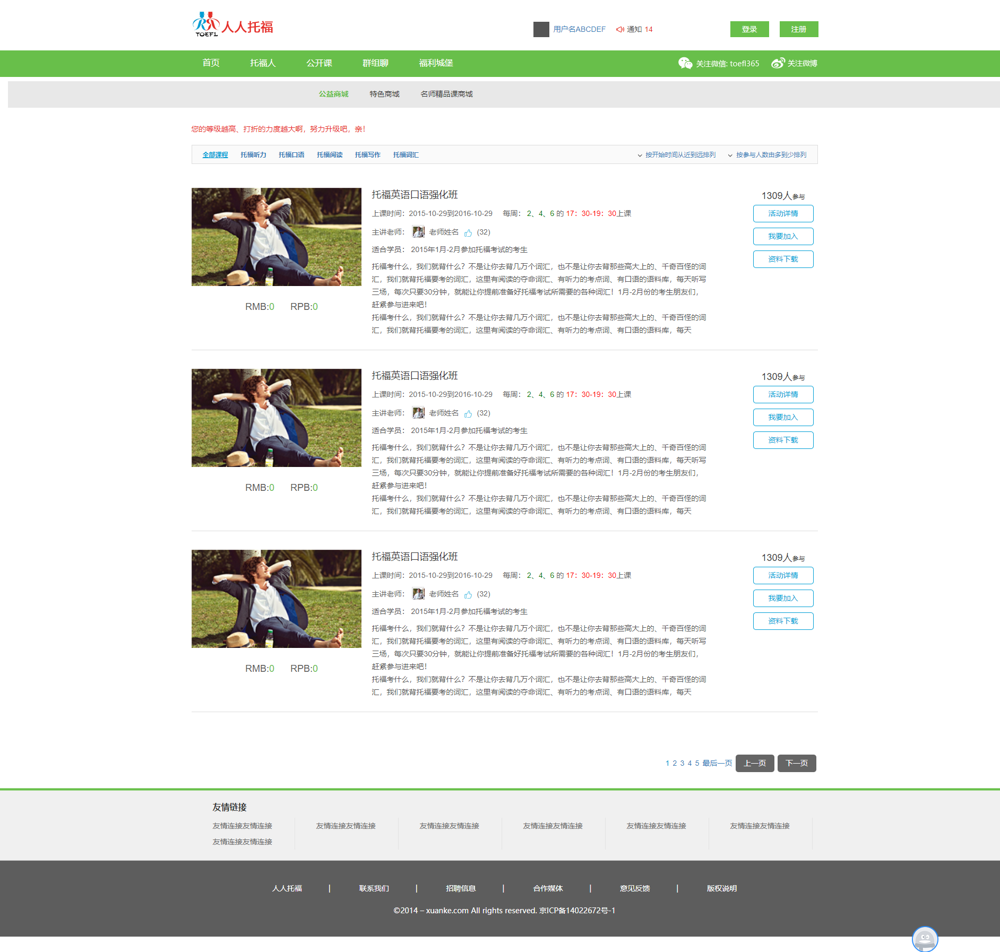 TOEFL 人人托福
用户名ABCDEF 通知 14 登录 注册
首页 托福人 公开课 群组聊 福利城堡 关注微信: toefl365 关注微博
公益商城 特色商城 名师精品课商城
您的等级越高、打折的力度越大啊，努力升级吧，亲！
全部课程 托福听力 托福口语 托福阅读 托福写作 托福词汇 按开始时间从近到远排列 按参与人数由多到少排列
托福英语口语强化班
上课时间：2015-10-29到2016-10-29 每周： 2、4、6 的 17：30-19：30上课
主讲老师： 老师姓名 (32)
适合学员： 2015年1月-2月参加托福考试的考生
托福考什么，我们就背什么？不是让你去背几万个词汇，也不是让你去背那些高大上的、千奇百怪的词
汇，我们就背托福要考的词汇，这里有阅读的夺命词汇、有听力的考点词、有口语的语料库，每天听写
三场，每次只要30分钟，就能让你提前准备好托福考试所需要的各种词汇！1月-2月份的考生朋友们，
赶紧参与进来吧！
托福考什么，我们就背什么？不是让你去背几万个词汇，也不是让你去背那些高大上的、千奇百怪的词
汇，我们就背托福要考的词汇，这里有阅读的夺命词汇、有听力的考点词、有口语的语料库，每天
RMB:0 RPB:0
1309人参与
活动详情
我要加入
资料下载
托福英语口语强化班
上课时间：2015-10-29到2016-10-29 每周： 2、4、6 的 17：30-19：30上课
主讲老师： 老师姓名 (32)
适合学员： 2015年1月-2月参加托福考试的考生
托福考什么，我们就背什么？不是让你去背几万个词汇，也不是让你去背那些高大上的、千奇百怪的词
汇，我们就背托福要考的词汇，这里有阅读的夺命词汇、有听力的考点词、有口语的语料库，每天听写
三场，每次只要30分钟，就能让你提前准备好托福考试所需要的各种词汇！1月-2月份的考生朋友们，
赶紧参与进来吧！
托福考什么，我们就背什么？不是让你去背几万个词汇，也不是让你去背那些高大上的、千奇百怪的词
汇，我们就背托福要考的词汇，这里有阅读的夺命词汇、有听力的考点词、有口语的语料库，每天
RMB:0 RPB:0
1309人参与
活动详情
我要加入
资料下载
托福英语口语强化班
上课时间：2015-10-29到2016-10-29 每周： 2、4、6 的 17：30-19：30上课
主讲老师： 老师姓名 (32)
适合学员： 2015年1月-2月参加托福考试的考生
托福考什么，我们就背什么？不是让你去背几万个词汇，也不是让你去背那些高大上的、千奇百怪的词
汇，我们就背托福要考的词汇，这里有阅读的夺命词汇、有听力的考点词、有口语的语料库，每天听写
三场，每次只要30分钟，就能让你提前准备好托福考试所需要的各种词汇！1月-2月份的考生朋友们，
赶紧参与进来吧！
托福考什么，我们就背什么？不是让你去背几万个词汇，也不是让你去背那些高大上的、千奇百怪的词
汇，我们就背托福要考的词汇，这里有阅读的夺命词汇、有听力的考点词、有口语的语料库，每天
RMB:0 RPB:0
1309人参与
活动详情
我要加入
资料下载
1 2 3 4 5 最后一页 上一页 下一页
友情链接
友情连接友情连接 友情连接友情连接 友情连接友情连接 友情连接友情连接 友情连接友情连接 友情连接友情连接
友情连接友情连接
人人托福 | 联系我们 | 招聘信息 | 合作媒体 | 意见反馈 | 版权说明
©2014 – xuanke.com All rights reserved. 京ICP备14022672号-1